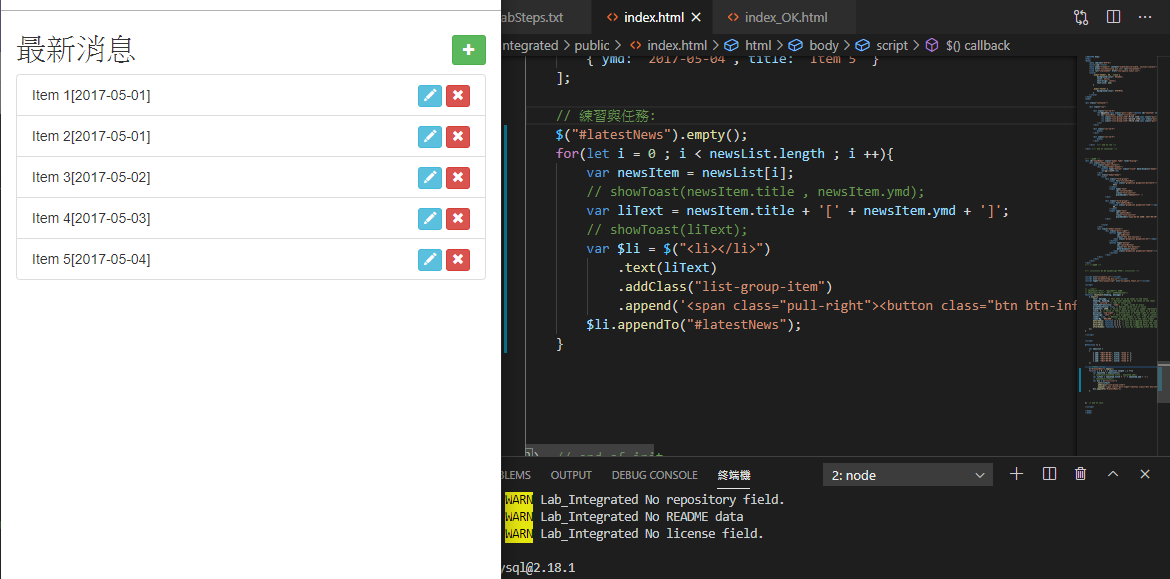 最新消息
Item 1[2017-05-01]
Item 2[2017-05-01]
Item 3[2017-05-02]
Item 4[2017-05-03]
Item 5[2017-05-04]
abSteps.txt
index.html
index_OK.html
ntegrated > public > index.html > html > body > script > $() callback
{ ymd: "2017-05-04", title: "Item 5" }
];
// 練習與任務:
$("#latestNews").empty();
for(let i = 0 ; i < newsList.length ; i ++){
var newsItem = newsList[i];
// showToast(newsItem.title , newsItem.ymd);
var liText = newsItem.title + '[' + newsItem.ymd + ']';
// showToast(liText);
var $li = $("<li></li>")
.text(liText)
.addClass("list-group-item")
.append('<span class="pull-right"><button class="btn btn-inf
$li.appendTo("#latestNews");
}
}) // end of init
BLEMS OUTPUT DEBUG CONSOLE 終端機 2: node
WARN Lab_Integrated No repository field.
WARN Lab_Integrated No README data
WARN Lab_Integrated No license field.
ysql@2.18.1